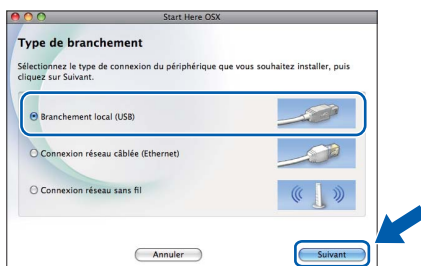 Start Here OSX
Type de branchement
Sélectionnez le type de connexion du périphérique que vous souhaitez installer, puis
cliquez sur Suivant.
Branchement local (USB)
Connexion réseau câblée (Ethernet)
Connexion réseau sans fil
Annuler
Suivant